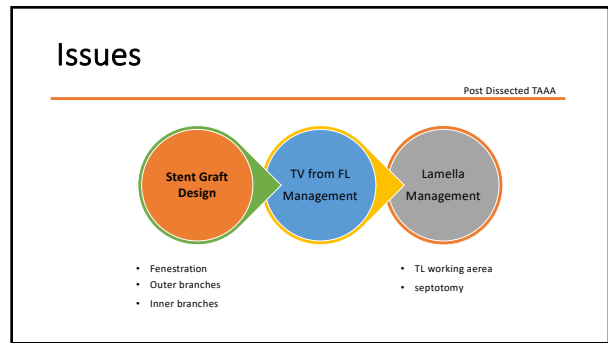 Issues
Post Dissected TAAA
Stent Graft
Design
TV from FL
Management
Lamella
Management
• Fenestration
• Outer branches
• Inner branches
• TL working aerea
• septotomy